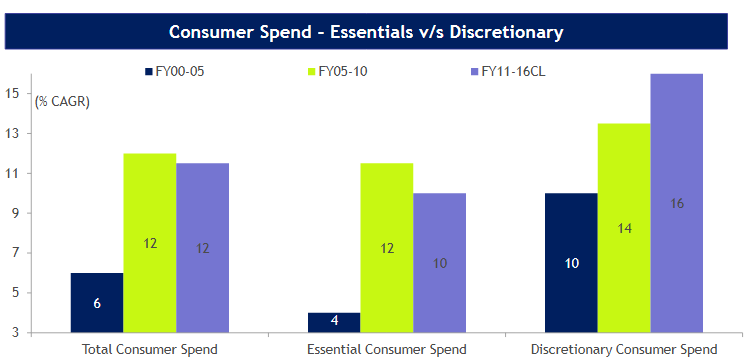 Consumer Spend – Essentials v/s Discretionary
FY00-05 FY05-10 FY11-16CL
(% CAGR)
15
13
11
9
7
5
3
6 12 12
4 12 10
10 14 16
Total Consumer Spend Essential Consumer Spend Discretionary Consumer Spend